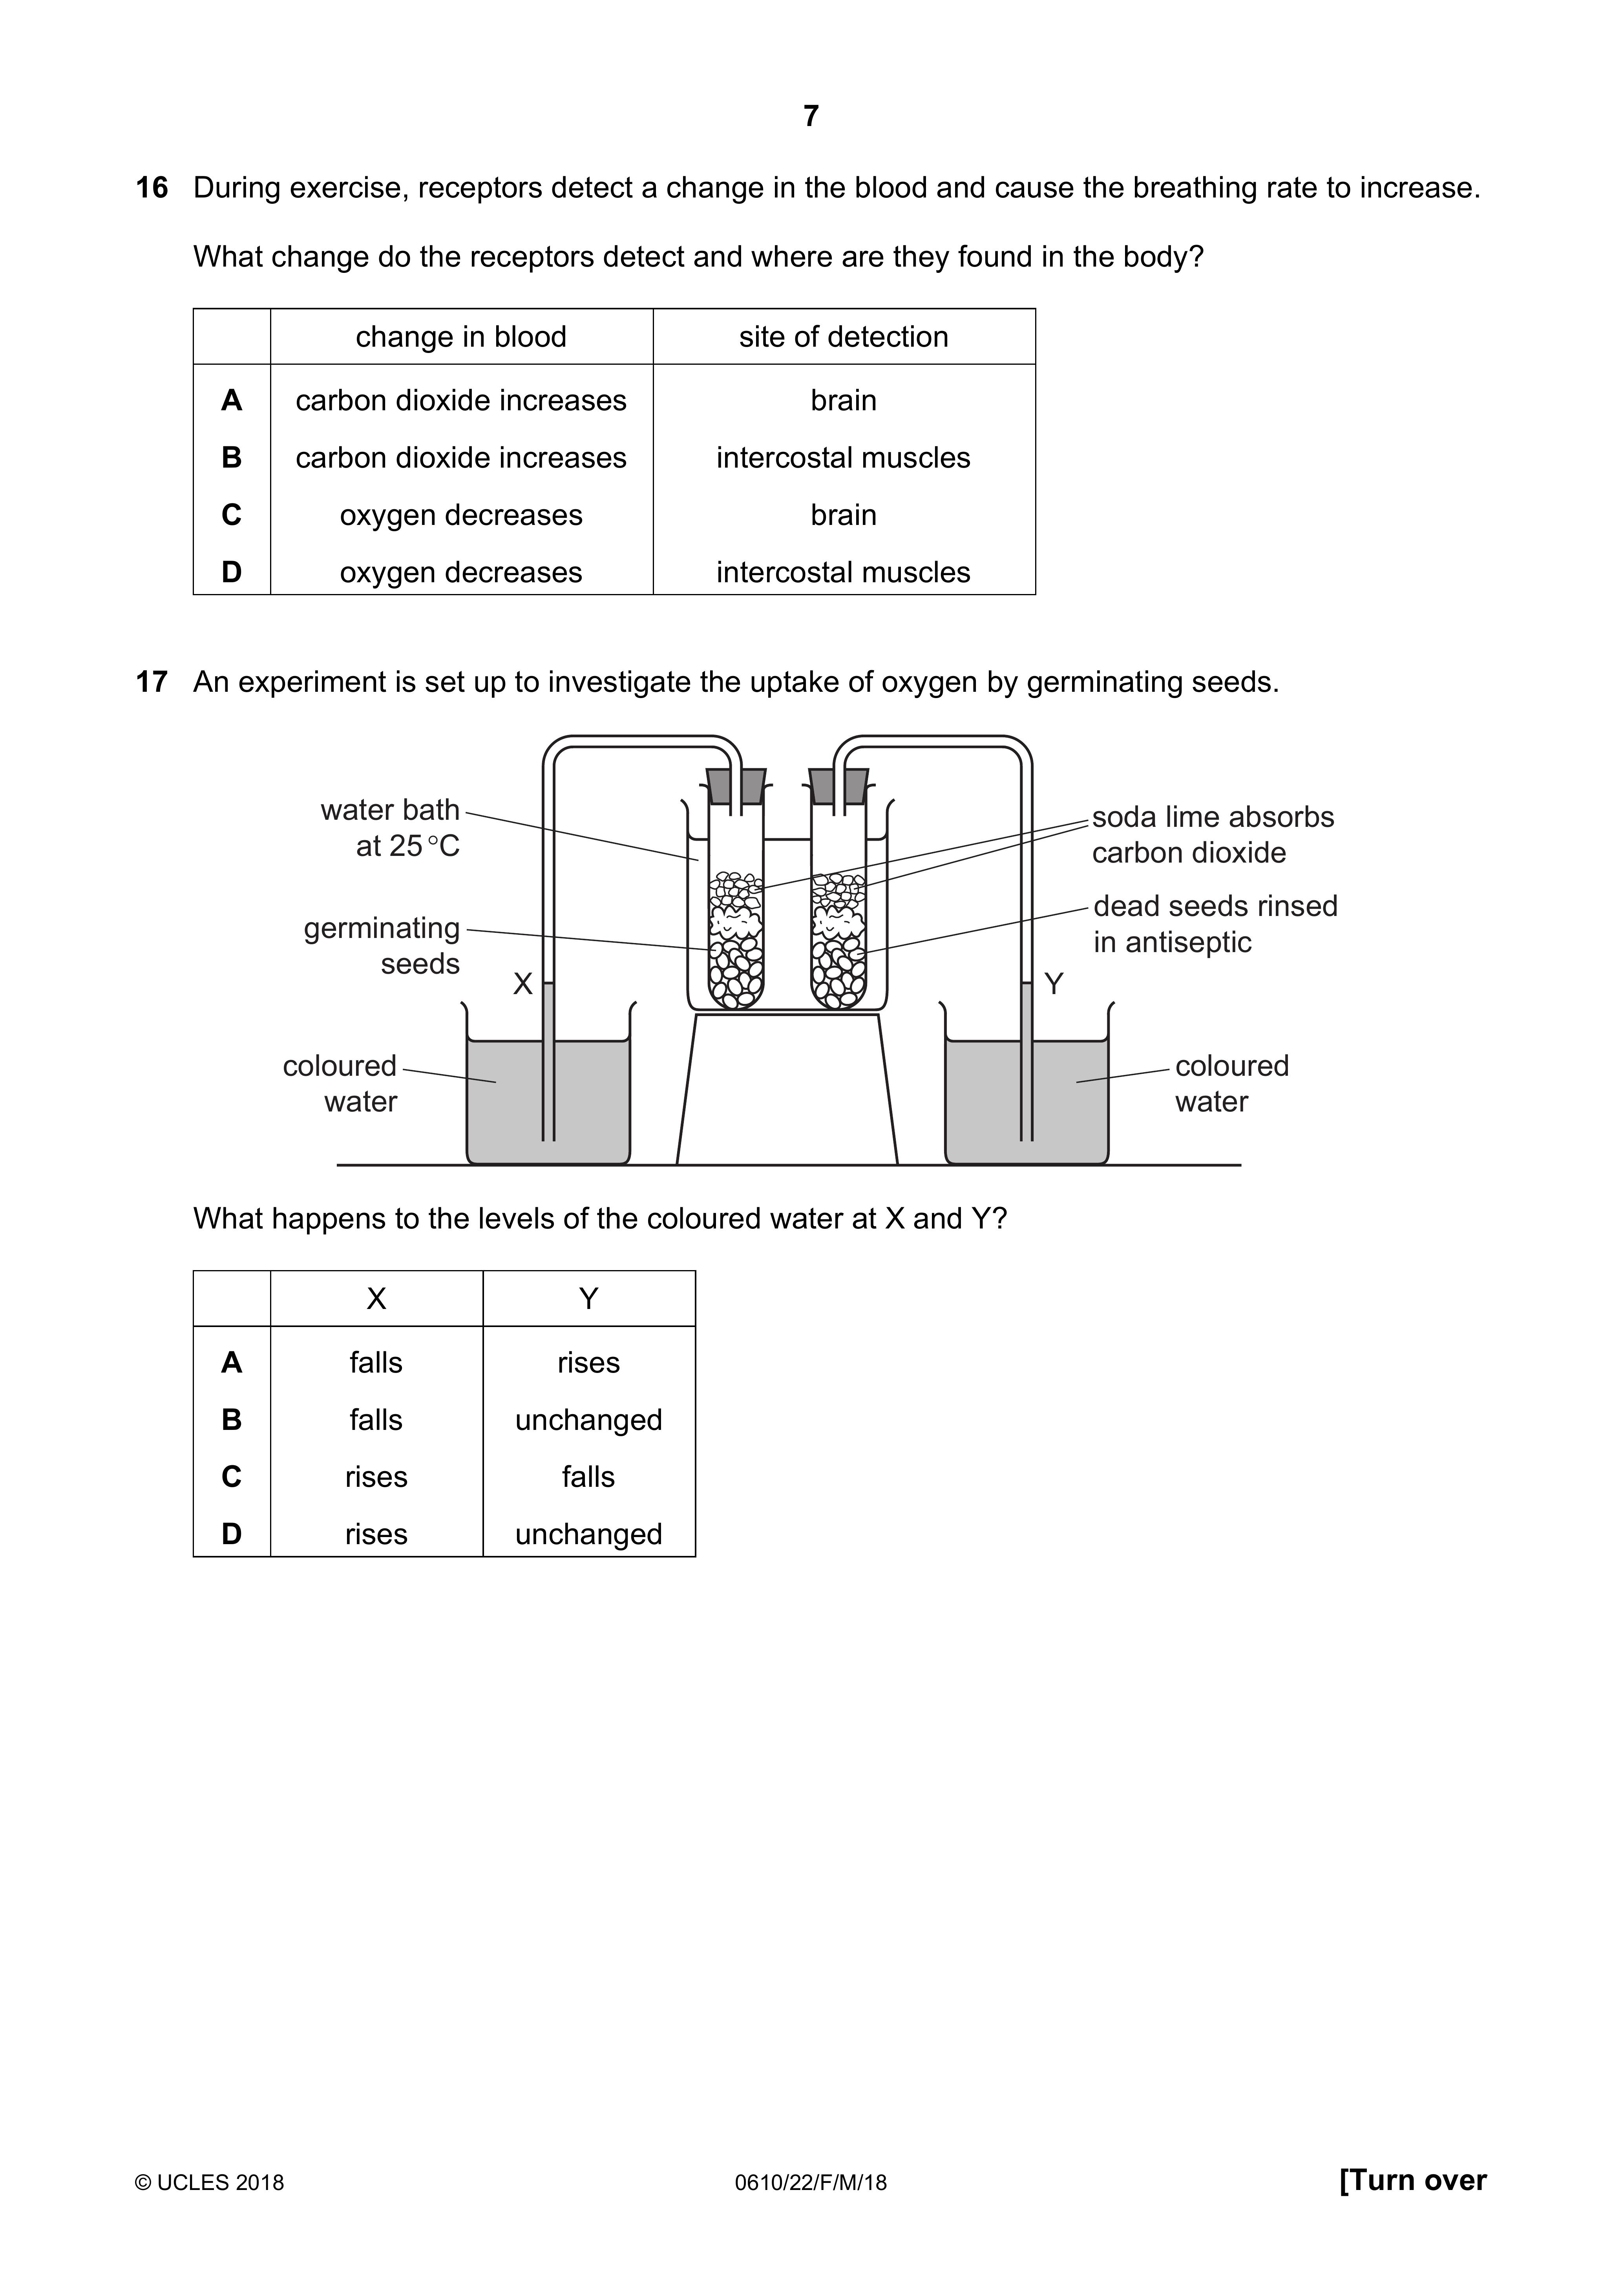 7
16 During exercise, receptors detect a change in the blood and cause the breathing rate to increase.
What change do the receptors detect and where are they found in the body?
change in blood site of detection
A carbon dioxide increases brain
B carbon dioxide increases intercostal muscles
C oxygen decreases brain
D oxygen decreases intercostal muscles
17 An experiment is set up to investigate the uptake of oxygen by germinating seeds.
water bath
at 25 °C
soda lime absorbs
carbon dioxide
germinating
seeds
dead seeds rinsed
in antiseptic
X
Y
coloured
water
coloured
water
What happens to the levels of the coloured water at X and Y?
X Y
A falls rises
B falls unchanged
C rises falls
D rises unchanged
© UCLES 2018 0610/22/F/M/18 [Turn over